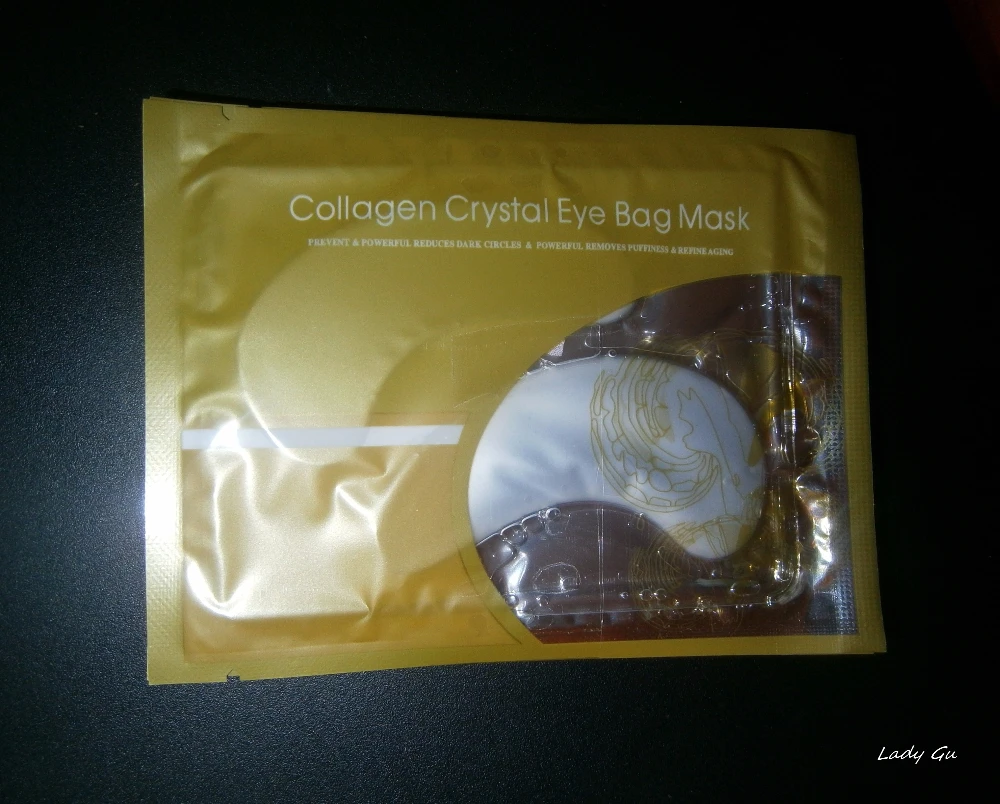 Collagen Crystal Eye Bag Mask
PREVENT & POWERFUL REDUCES DARK CIRCLES & POWERFUL REMOVES PUFFINESS & REFINE AGING
Lady Gu